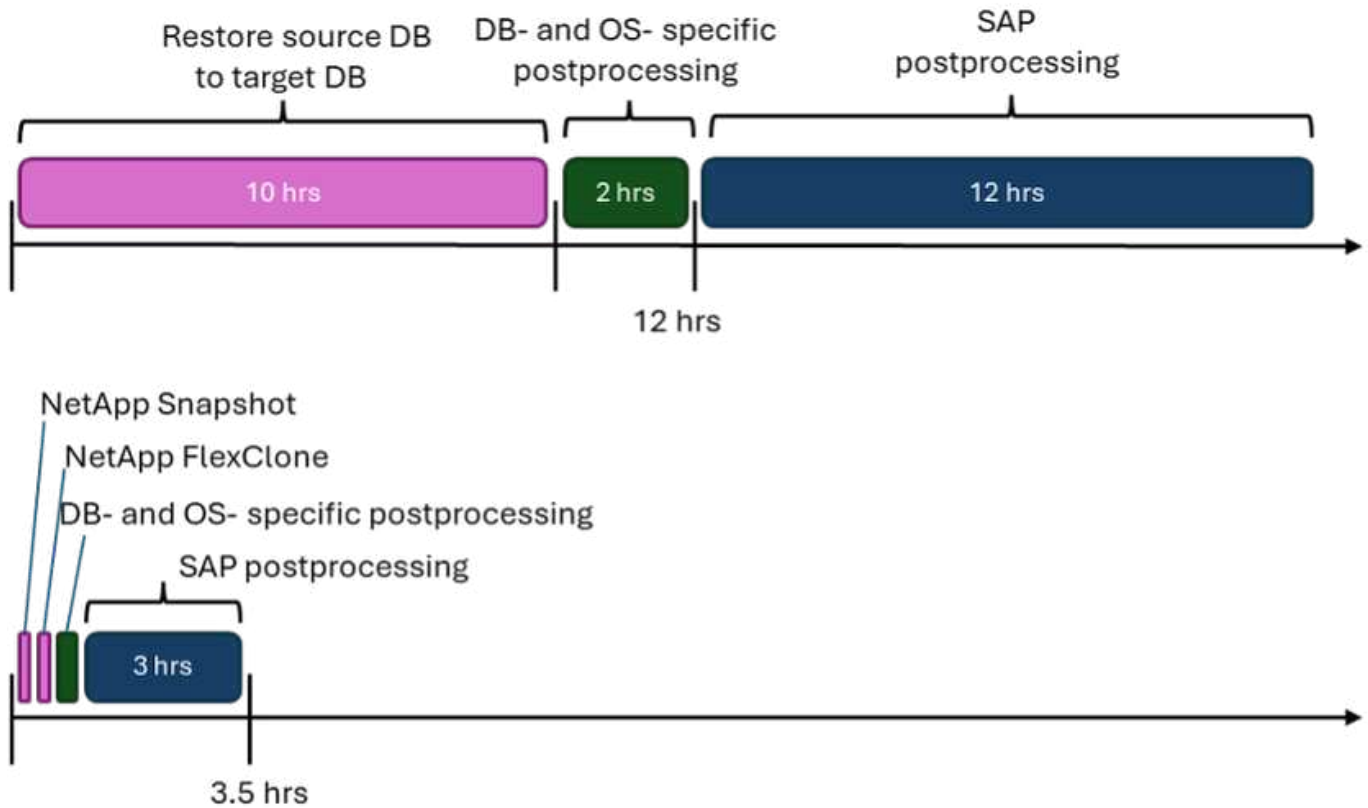 Restore source DB
to target DB
DB- and OS- specific
postprocessing
SAP
postprocessing
10 hrs
2 hrs
12 hrs
12 hrs
NetApp Snapshot
NetApp FlexClone
DB- and OS- specific postprocessing
SAP postprocessing
3 hrs
3.5 hrs